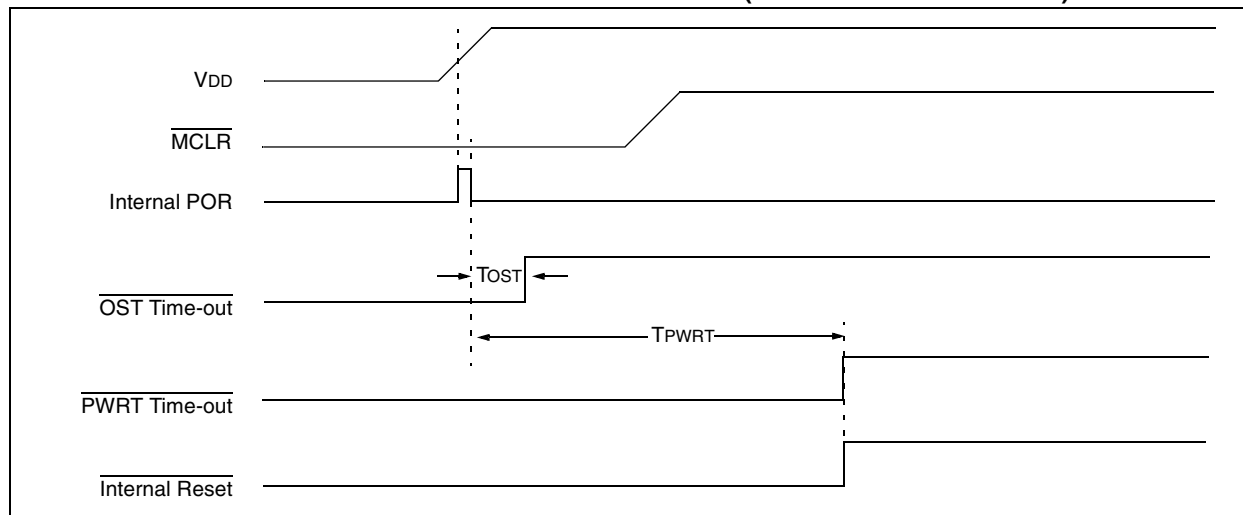 VDD
MCLR
Internal POR
TOST
OST Time-out
TPWRT
PWRT Time-out
Internal Reset